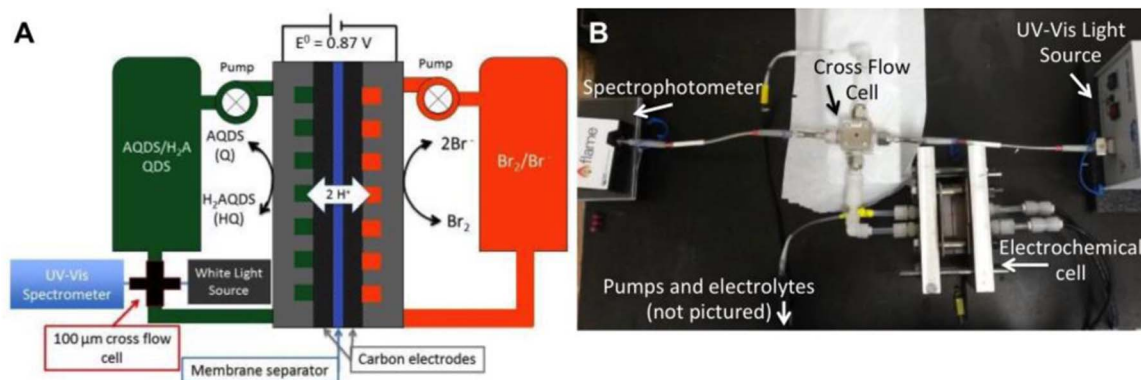 A
E⁰ = 0.87 V
Pump
Pump
AQDS/H₂A
QDS
AQDS
(Q)
H₂AQDS
(HQ)
2 H⁺
2Br⁻
Br₂
Br₂/Br⁻
UV-Vis
Spectrometer
White Light
Source
100 μm cross flow
cell
Membrane separator
Carbon electrodes
B
Spectrophotometer
flame
Cross Flow
Cell
UV-Vis Light
Source
Electrochemical
cell
Pumps and electrolytes
(not pictured)